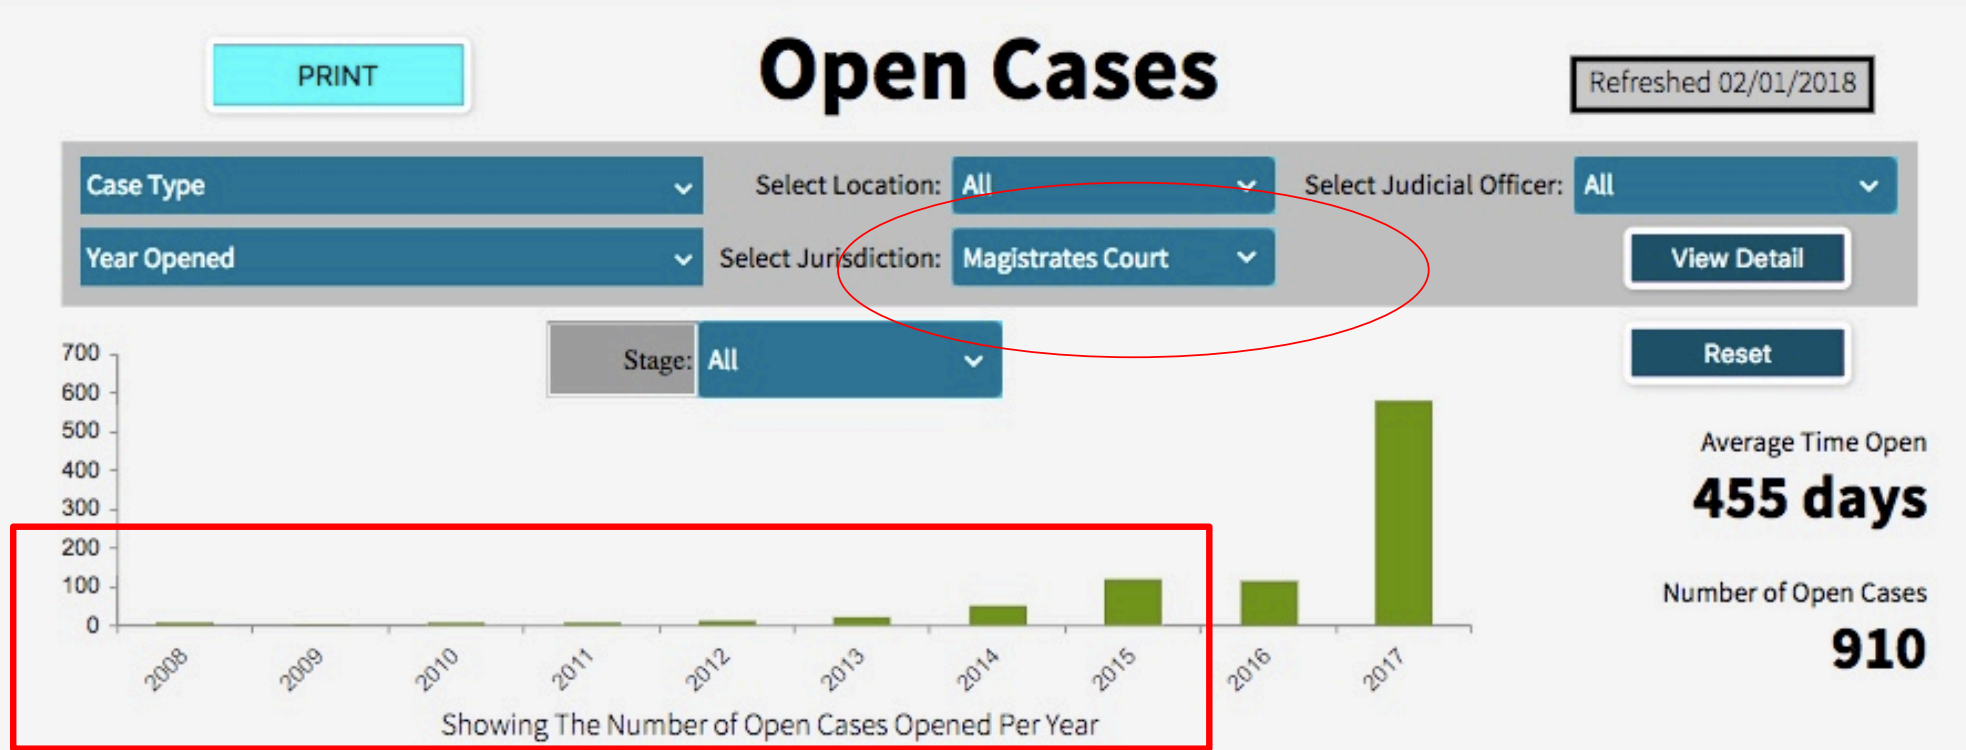 PRINT
Open Cases
Refreshed 02/01/2018
Case Type
Select Location: All
Select Judicial Officer: All
Year Opened
Select Jurisdiction: Magistrates Court
View Detail
Stage: All
Reset
700
600
500
400
300
200
100
0
2008
2009
2010
2011
2012
2013
2014
2015
2016
2017
Showing The Number of Open Cases Opened Per Year
Average Time Open
455 days
Number of Open Cases
910